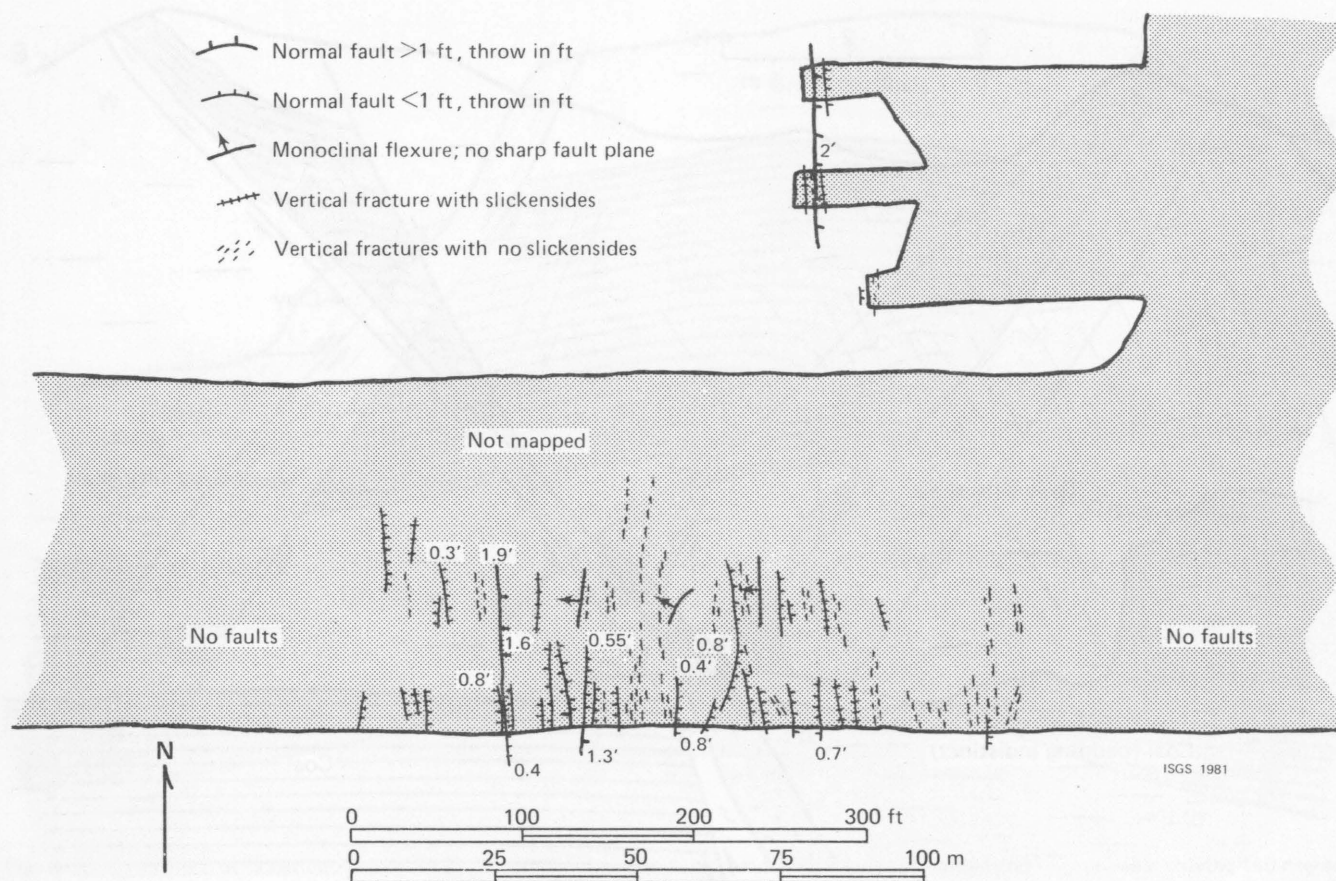 Normal fault >1 ft, throw in ft
Normal fault <1 ft, throw in ft
Monoclinal flexure; no sharp fault plane
Vertical fracture with slickensides
Vertical fractures with no slickensides
2'
Not mapped
0.3'
1.9'
No faults
1.6
0.55'
0.8'
0.4'
No faults
0.8'
0.4
1.3
0.8'
0.7'
ISGS 1981
N
0 100 200 300 ft
0 25 50 75 100 m